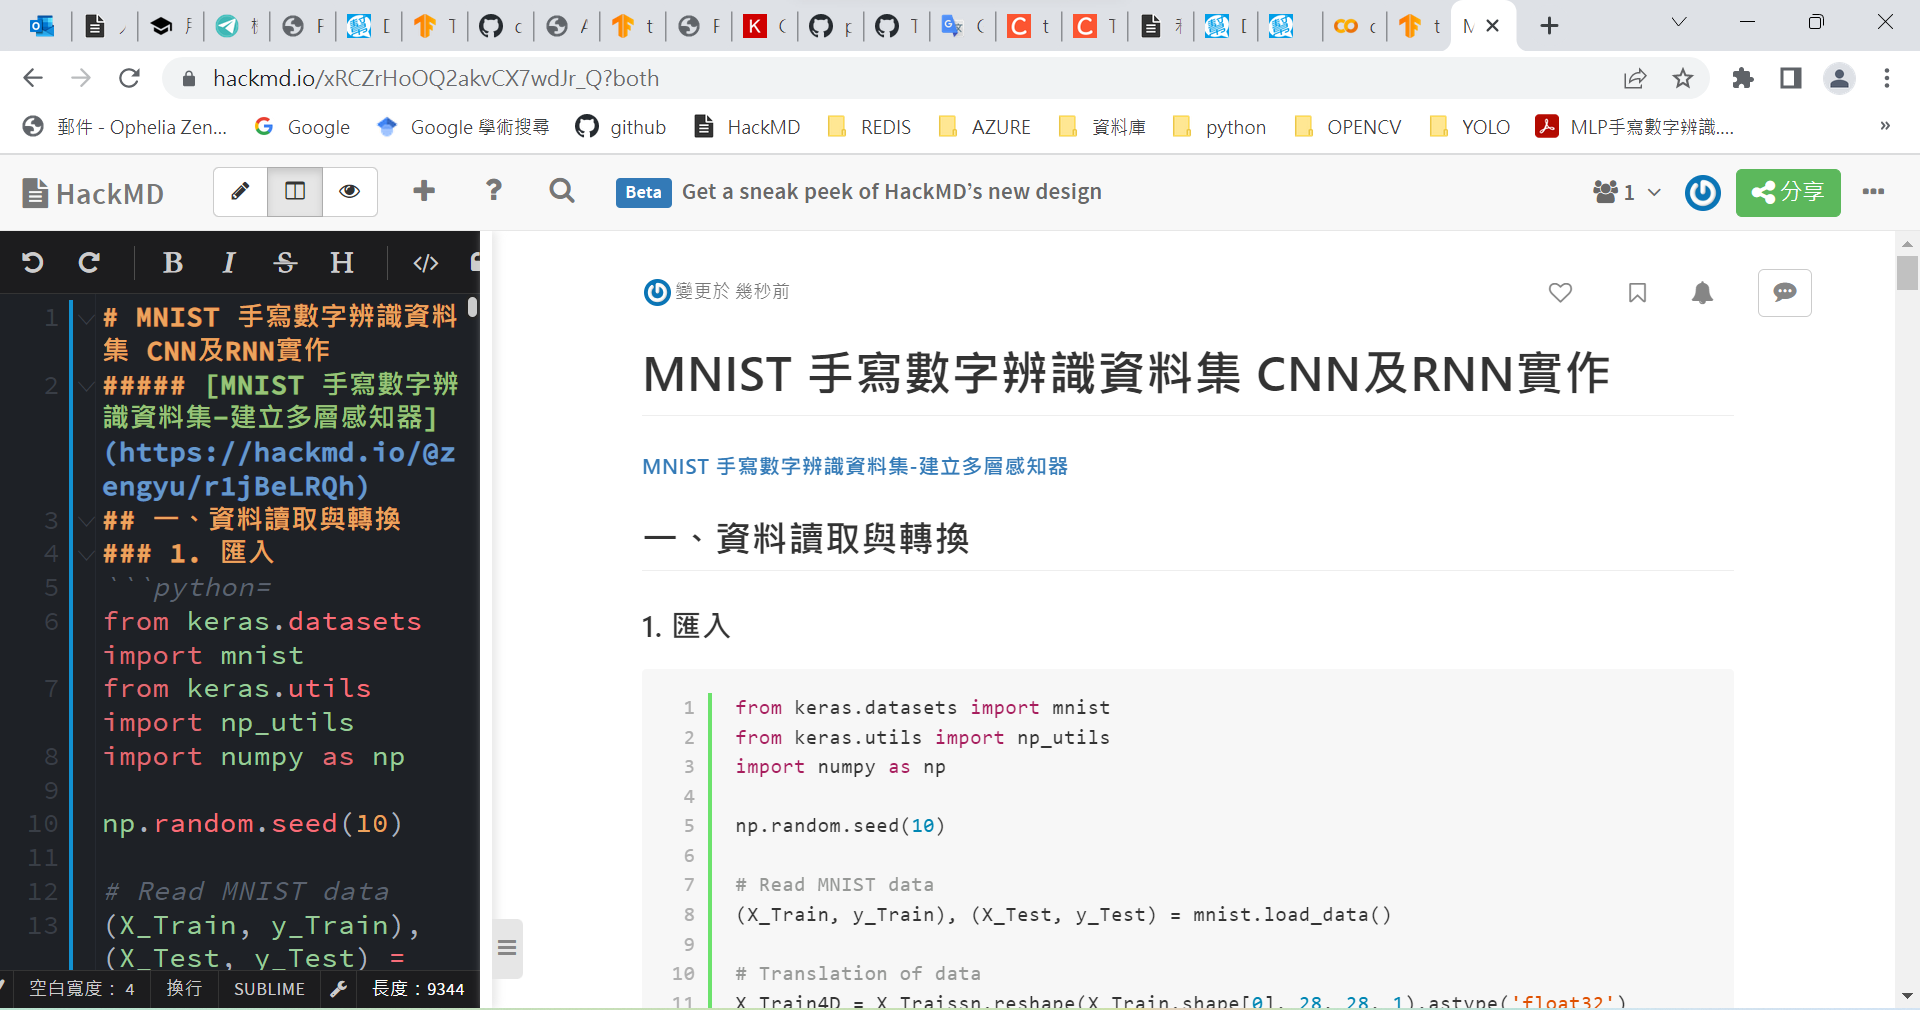 hackmd.io/xRCZrHoOQ2akvCX7wdJr_Q?both
郵件 - Ophelia Zen...
Google
Google 學術搜尋
github
HackMD
REDIS
AZURE
資料庫
python
OPENCV
YOLO
MLP手寫數字辨識....
HackMD
Beta Get a sneak peek of HackMD's new design
1
分享
# MNIST 手寫數字辨識資料
集 CNN及RNN實作
##### [MNIST 手寫數字辨
識資料集-建立多層感知器]
(https://hackmd.io/@z
engyu/r1jBeLRQh)
## 一、資料讀取與轉換
### 1. 匯入
```python=
from keras.datasets
import mnist
from keras.utils
import np_utils
import numpy as np
np.random.seed(10)
# Read MNIST data
(X_Train, y_Train),
(X_Test, y_Test) =
空白寬度：4
換行
SUBLIME
長度：9344
變更於 幾秒前
MNIST 手寫數字辨識資料集 CNN及RNN實作
MNIST 手寫數字辨識資料集-建立多層感知器
一、資料讀取與轉換
1. 匯入
1 from keras.datasets import mnist
2 from keras.utils import np_utils
3 import numpy as np
4
5 np.random.seed(10)
6
7 # Read MNIST data
8 (X_Train, y_Train), (X_Test, y_Test) = mnist.load_data()
9
10 # Translation of data
11 X_Train4D = X_Traissn.reshape(X_Train.shape[0], 28, 28, 1).astype('float32')